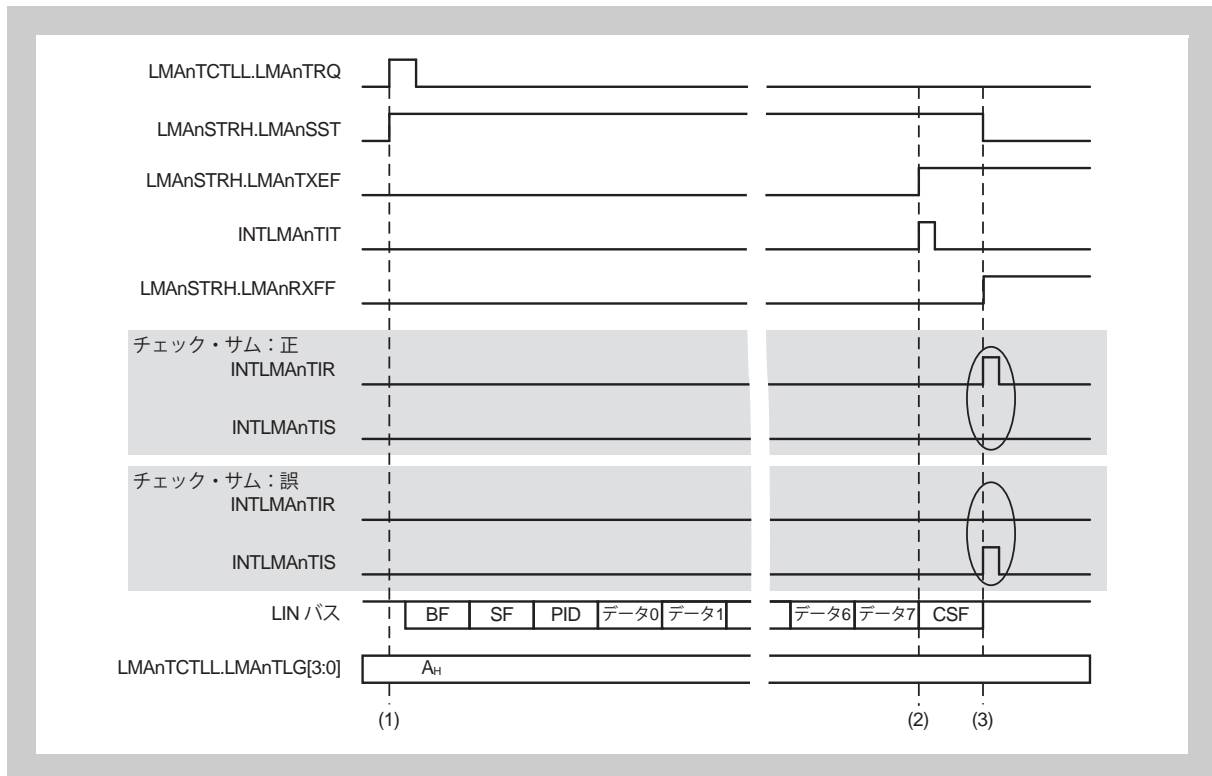 LMAnTCTLL.LMAnTRQ
LMAnSTRH.LMAnSST
LMAnSTRH.LMAnTXEF
INTLMAnTIT
LMAnSTRH.LMAnRXFF
チェック・サム：正
INTLMAnTIR
INTLMAnTIS
チェック・サム：誤
INTLMAnTIR
INTLMAnTIS
LIN バス BF SF PID データ0 データ1 データ6 データ7 CSF
LMAnTCTLL.LMAnTLG[3:0] AH
(1) (2) (3)